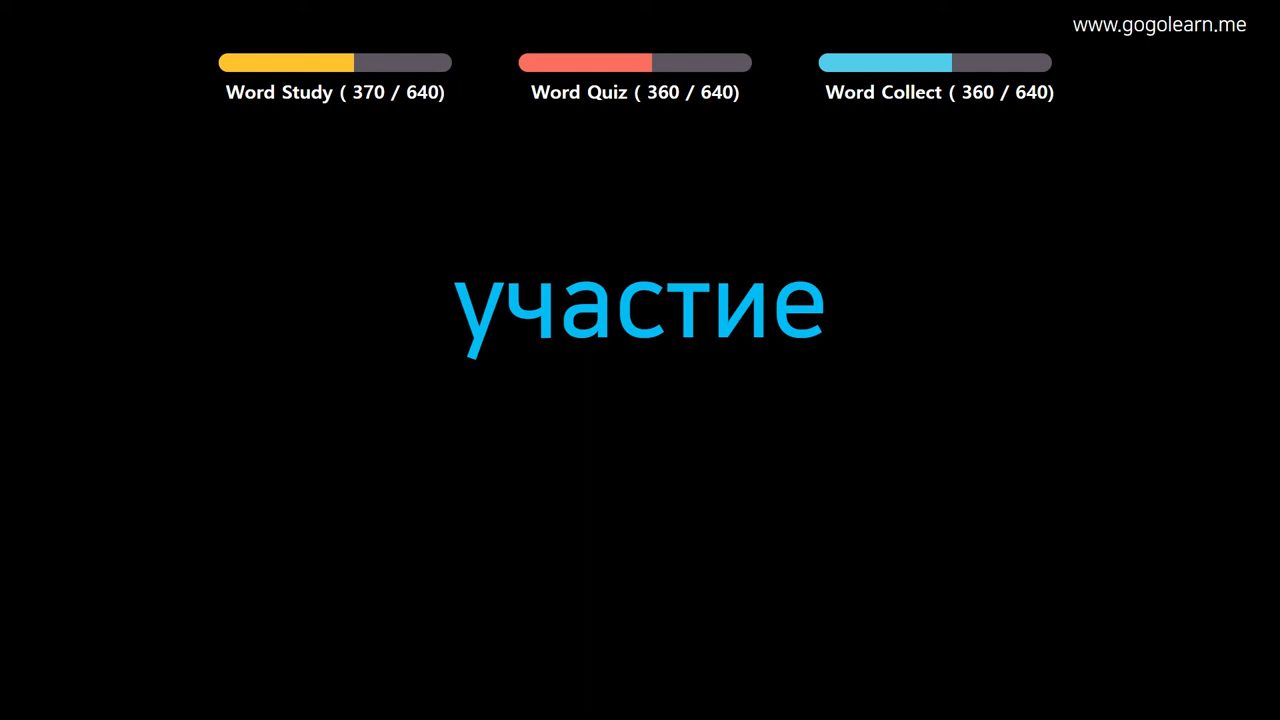 www.gogolearn.me
Word Study ( 370 / 640)
Word Quiz ( 360 / 640)
Word Collect ( 360 / 640)
участие